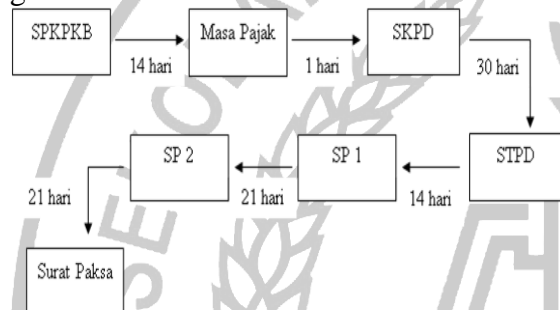 SPKPKB
14 hari
Masa Pajak
1 hari
SKPD
30 hari
STPD
14 hari
SP 1
21 hari
SP 2
21 hari
Surat Paksa